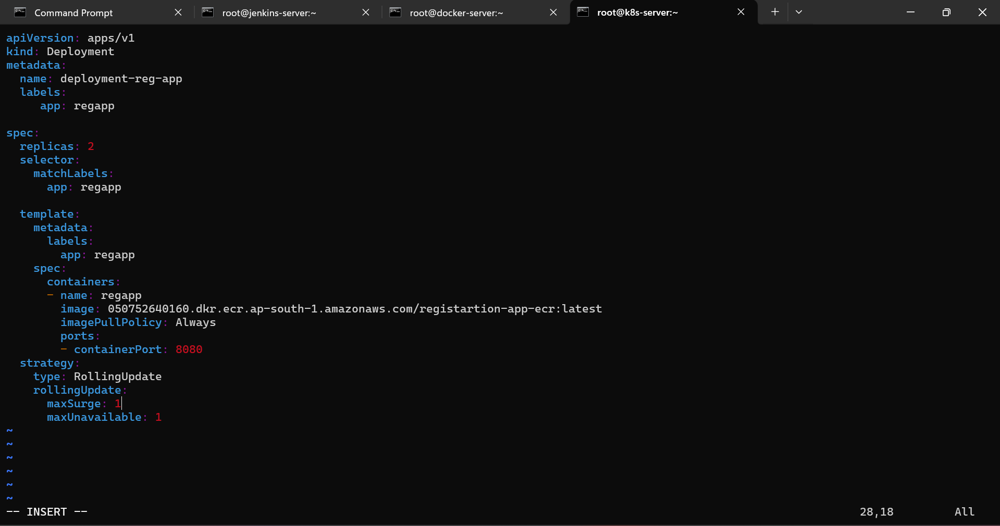 Command Prompt root@jenkins-server:~ root@docker-server:~ root@k8s-server:~
apiVersion: apps/v1
kind: Deployment
metadata:
  name: deployment-reg-app
  labels:
     app: regapp

spec:
  replicas: 2
  selector:
    matchLabels:
      app: regapp

  template:
    metadata:
      labels:
        app: regapp
    spec:
      containers:
      - name: regapp
        image: 050752640160.dkr.ecr.ap-south-1.amazonaws.com/registartion-app-ecr:latest
        imagePullPolicy: Always
        ports:
        - containerPort: 8080
  strategy:
    type: RollingUpdate
    rollingUpdate:
      maxSurge: 1
      maxUnavailable: 1
~
~
~
~
~
~
-- INSERT -- 28,18 All